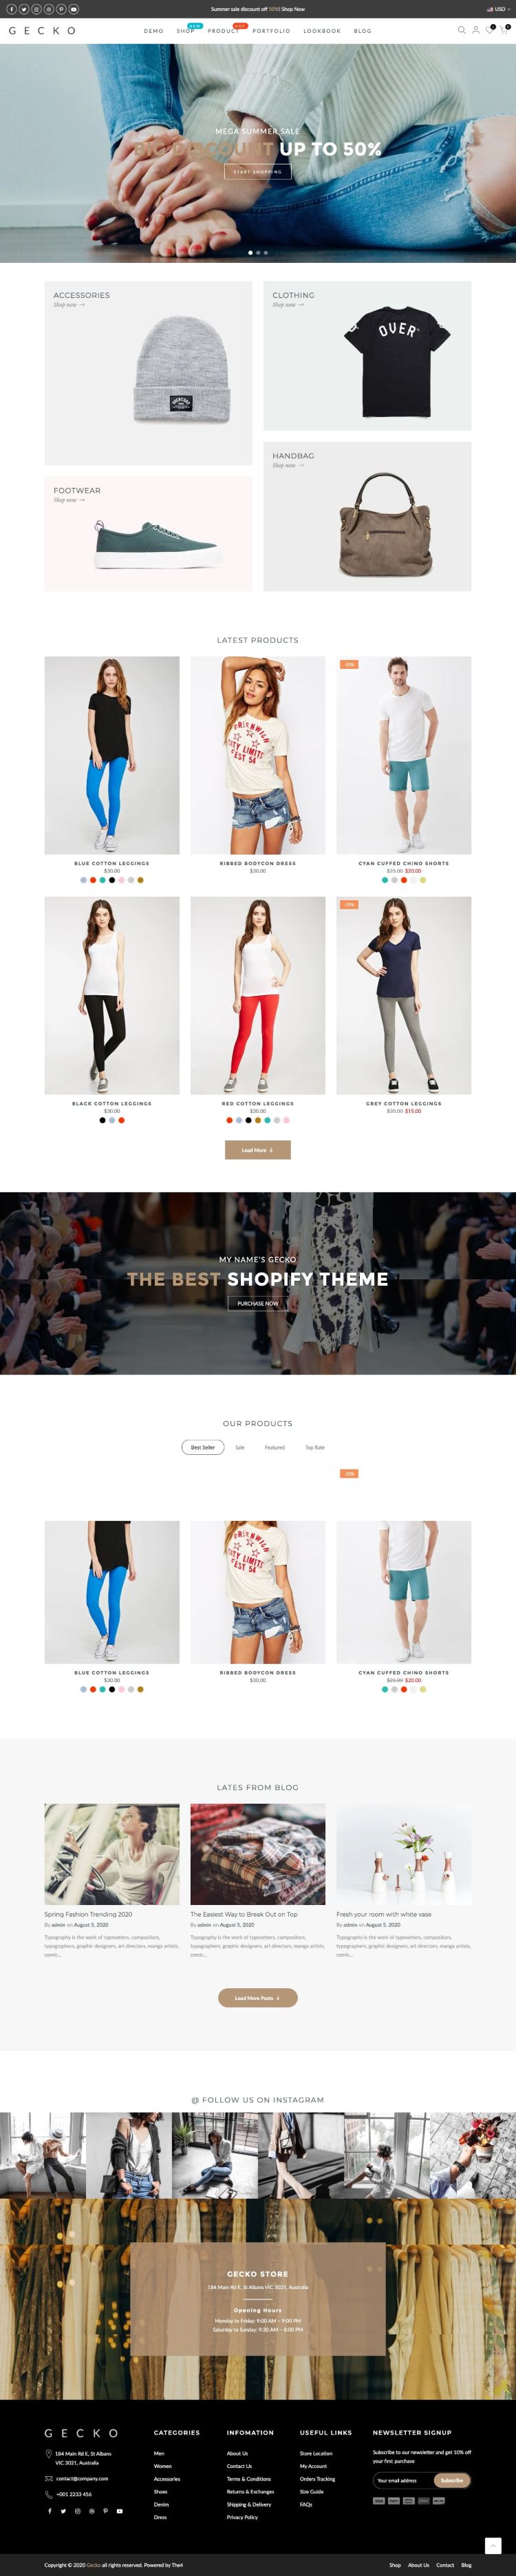 Summer sale discount off 50%! Shop Now
USD
GECKO
DEMO
SHOP
NEW
PRODUCT
HOT
PORTFOLIO
LOOKBOOK
BLOG
MEGA SUMMER SALE
BIG DISCOUNT UP TO 50%
START SHOPPING
ACCESSORIES
Shop now →
CLOTHING
Shop now →
OVER
HANDBAG
Shop now →
FOOTWEAR
Shop now →
LATEST PRODUCTS
GREENWICH
CITY LIMITS
EST 54
BLUE COTTON LEGGINGS
$30.00
RIBBED BODYCON DRESS
$30.00
CYAN CUFFED CHINO SHORTS
$25.00 $20.00
BLACK COTTON LEGGINGS
$30.00
RED COTTON LEGGINGS
$30.00
GREY COTTON LEGGINGS
$30.00 $15.00
Load More ↓
MY NAME'S GECKO
THE BEST SHOPIFY THEME
PURCHASE NOW
OUR PRODUCTS
Best Seller
Sale
Featured
Top Rate
BLUE COTTON LEGGINGS
$30.00
RIBBED BODYCON DRESS
$30.00
CYAN CUFFED CHINO SHORTS
$25.00 $20.00
LATES FROM BLOG
Spring Fashion Trending 2020
By admin on August 5, 2020
Typography is the work of typesetters, compositors,
typographers, graphic designers, art directors, manga artists,
comic...
The Easiest Way to Break Out on Top
By admin on August 5, 2020
Typography is the work of typesetters, compositors,
typographers, graphic designers, art directors, manga artists,
comic...
Fresh your room with white vase
By admin on August 5, 2020
Typography is the work of typesetters, compositors,
typographers, graphic designers, art directors, manga artists,
comic...
Load More Posts ↓
@ FOLLOW US ON INSTAGRAM
GECKO STORE
184 Main Rd E, St Albans VIC 3021, Australia
Opening Hours
Monday to Friday: 9:00 AM – 9:00 PM
Saturday to Sunday: 9:30 AM – 8:00 PM
GECKO
184 Main Rd E, St Albans
VIC 3021, Australia
contact@company.com
+001 2233 456
CATEGORIES
Men
Women
Accessories
Shoes
Denim
Dress
INFOMATION
About Us
Contact Us
Terms & Conditions
Returns & Exchanges
Shipping & Delivery
Privacy Policy
USEFUL LINKS
Store Location
My Account
Orders Tracking
Size Guide
FAQs
NEWSLETTER SIGNUP
Subscribe to our newsletter and get 10% off
your first purchase
Your email address
Subscribe
Copyright © 2020 Gecko all rights reserved. Powered by The4
Shop
About Us
Contact
Blog